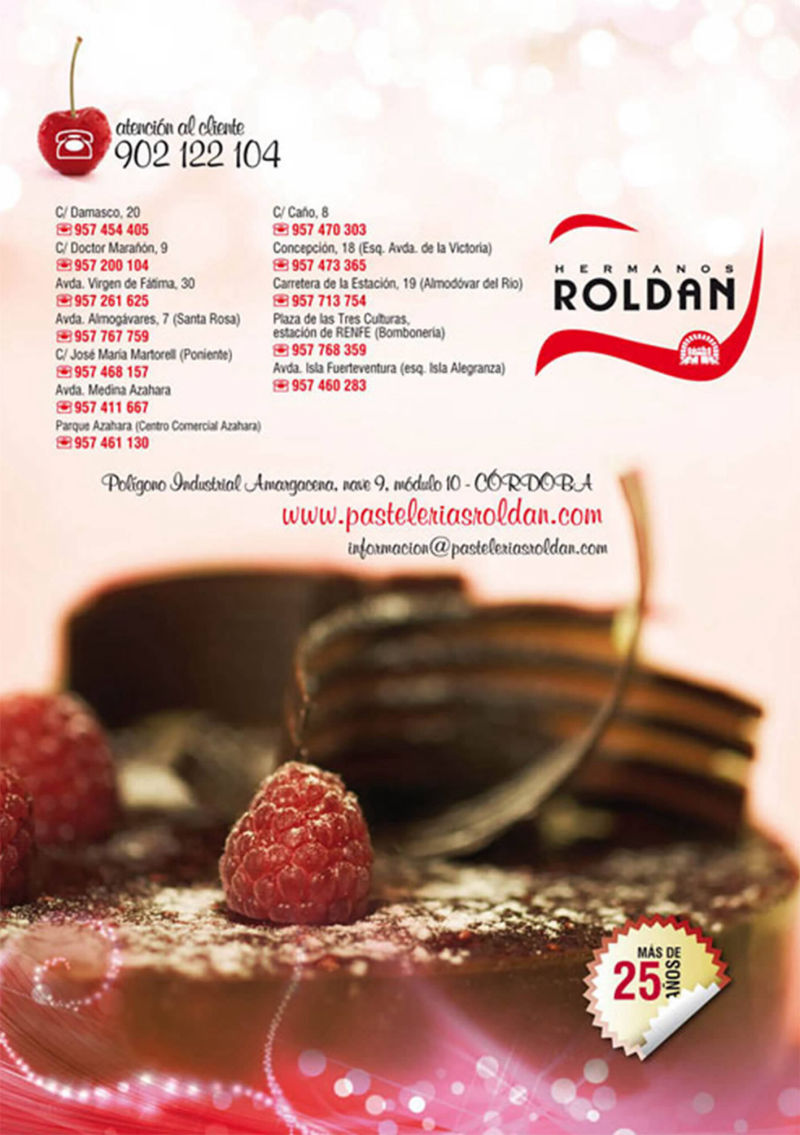 atención al cliente
902 122 104
C/ Damasco, 20
957 454 405
C/ Doctor Marañón, 9
957 200 104
Avda. Virgen de Fátima, 30
957 261 625
Avda. Almogávares, 7 (Santa Rosa)
957 767 759
C/ José María Martorell (Poniente)
957 468 157
Avda. Medina Azahara
957 411 667
Parque Azahara (Centro Comercial Azahara)
957 461 130
C/ Caño, 8
957 470 303
Concepción, 18 (Esq. Avda. de la Victoria)
957 473 365
Carretera de la Estación, 19 (Almodóvar del Río)
957 713 754
Plaza de las Tres Culturas,
estación de RENFE (Bombonería)
957 768 359
Avda. Isla Fuerteventura (esq. Isla Alegranza)
957 460 283
HERMANOS
ROLDAN
Polígono Industrial Amargacena, nave 9, módulo 10 - CÓRDOBA
www.pasteleriasroldan.com
informacion@pasteleriasroldan.com
MÁS DE
25 AÑOS